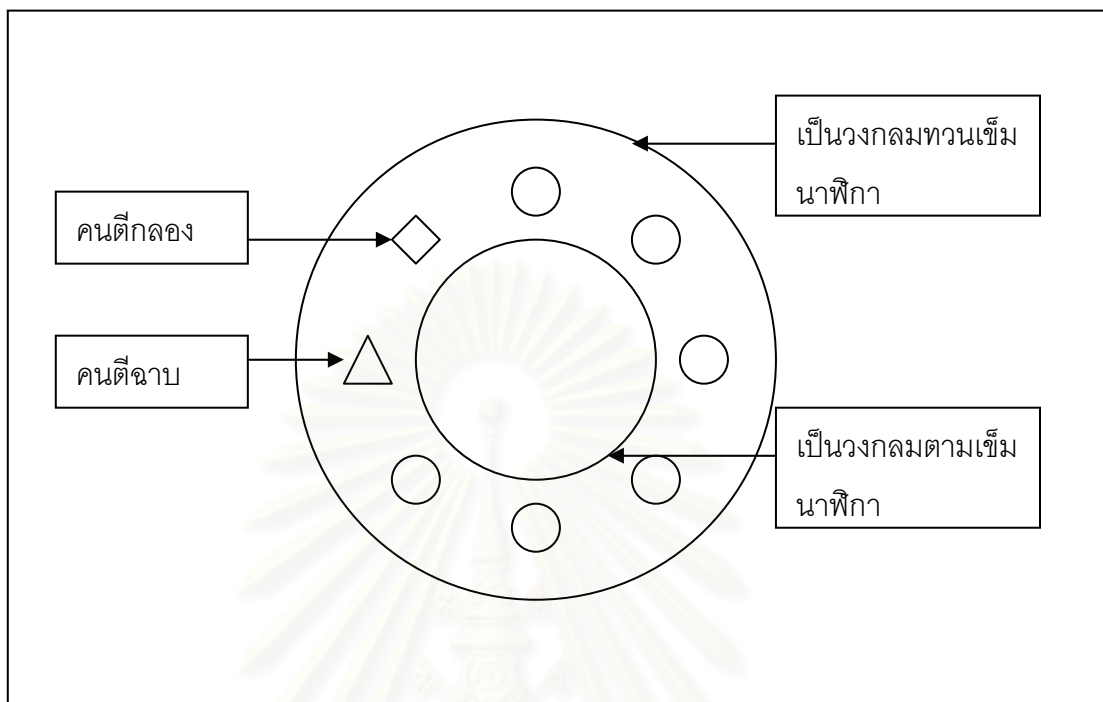 เป็นวงกลมทวนเข็ม
นาฬิกา
คนตีกลอง
คนตีฉาบ
เป็นวงกลมตามเข็ม
นาฬิกา